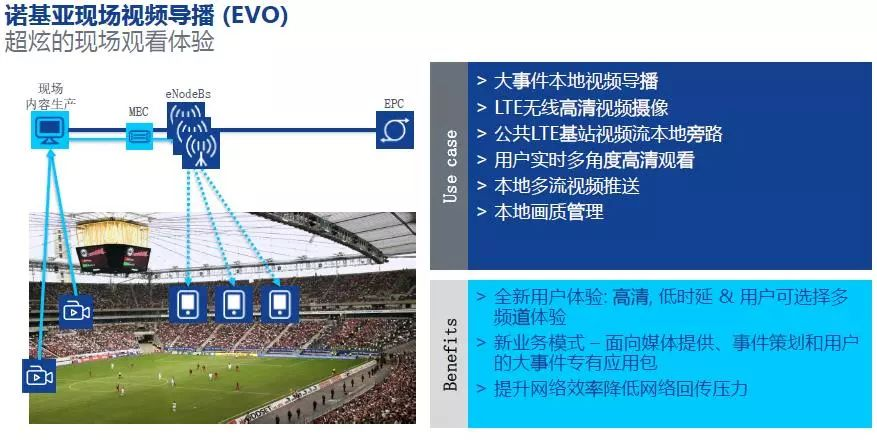 诺基亚现场视频导播 (EVO)
超炫的现场观看体验
现场
内容生产
MEC
eNodeBs
EPC
Use case
> 大事件本地视频导播
> LTE无线高清视频摄像
> 公共LTE基站视频流本地旁路
> 用户实时多角度高清观看
> 本地多流视频推送
> 本地画质管理
Benefits
> 全新用户体验: 高清, 低时延 & 用户可选择多
频道体验
> 新业务模式 – 面向媒体提供、事件策划和用户
的大事件专有应用包
> 提升网络效率降低网络回传压力